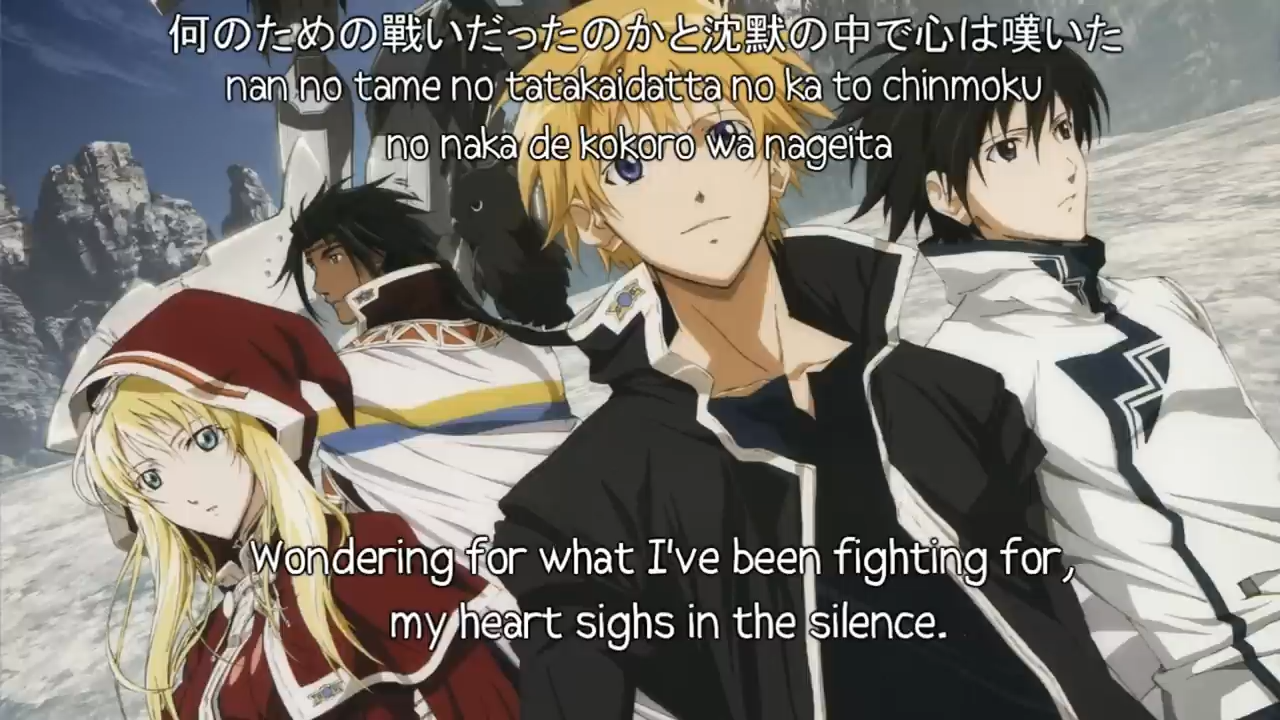 何のための戰いだったのかと沈默の中で心は嘆いた
nan no tame no tatakaidatta no ka to chinmoku
no naka de kokoro wa nageita
Wondering for what I've been fighting for,
my heart sighs in the silence.